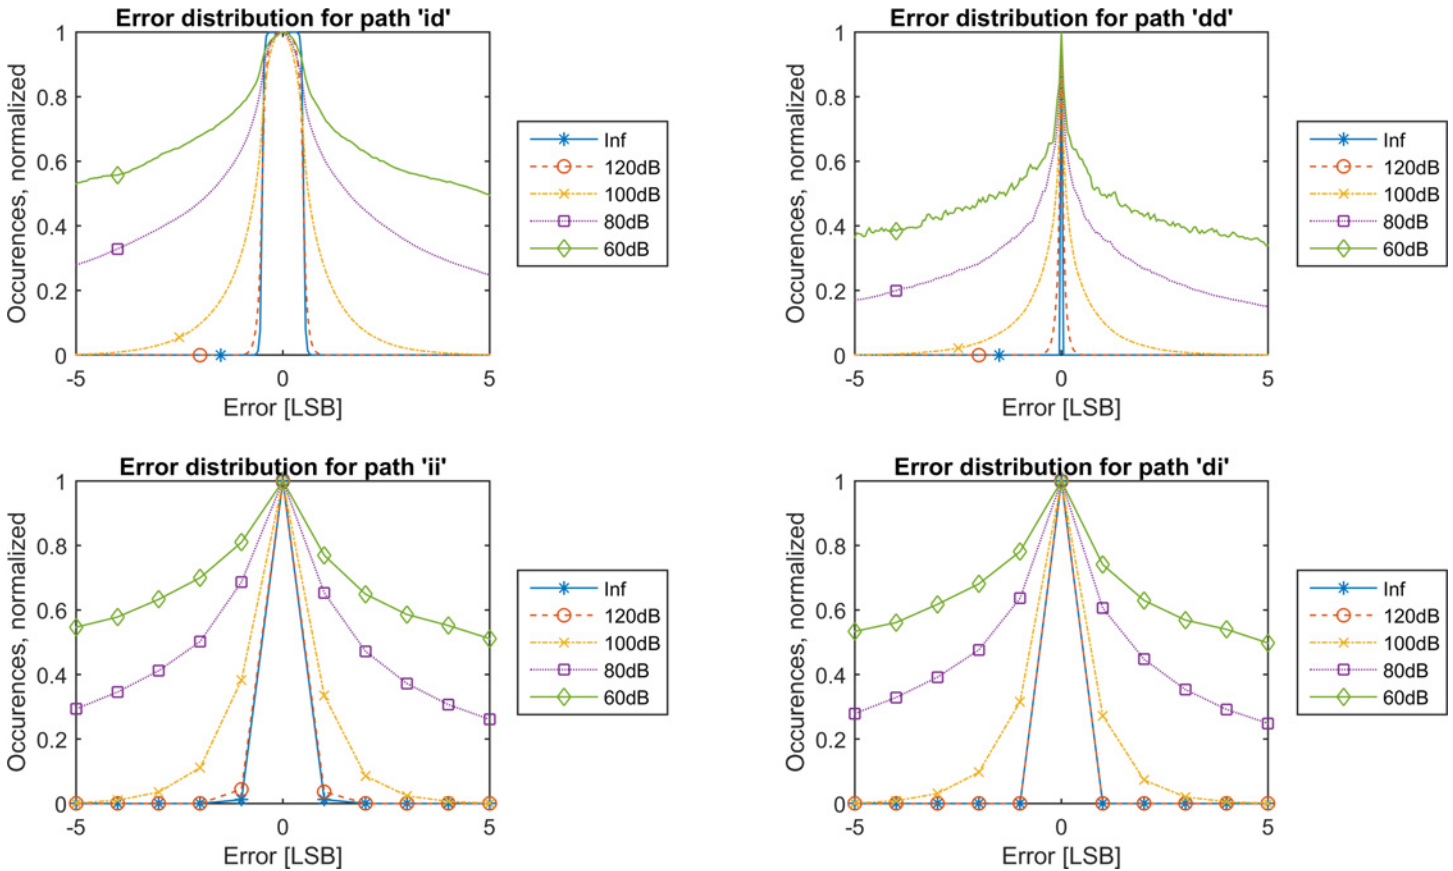 Error distribution for path 'id'
1
0.8
0.6
0.4
0.2
0
-5
0
5
Occurences, normalized
Error [LSB]
Inf
120dB
100dB
80dB
60dB
Error distribution for path 'dd'
1
0.8
0.6
0.4
0.2
0
-5
0
5
Occurences, normalized
Error [LSB]
Inf
120dB
100dB
80dB
60dB
Error distribution for path 'ii'
1
0.8
0.6
0.4
0.2
0
-5
0
5
Occurences, normalized
Error [LSB]
Inf
120dB
100dB
80dB
60dB
Error distribution for path 'di'
1
0.8
0.6
0.4
0.2
0
-5
0
5
Occurences, normalized
Error [LSB]
Inf
120dB
100dB
80dB
60dB